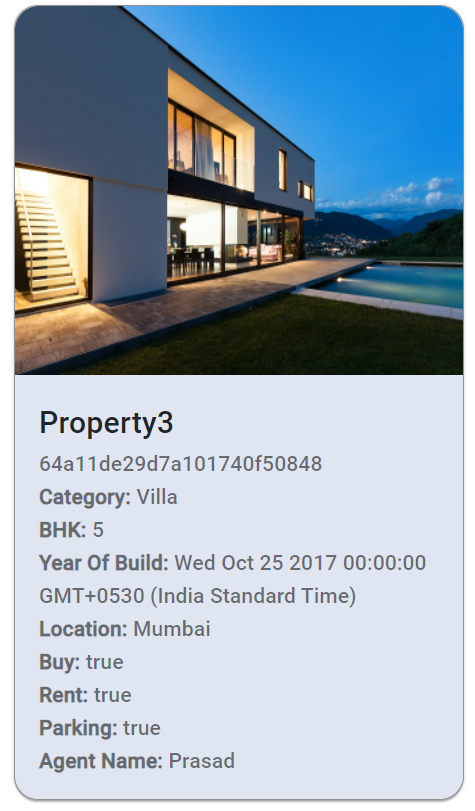 Property3
64a11de29d7a101740f50848
Category: Villa
BHK: 5
Year Of Build: Wed Oct 25 2017 00:00:00
GMT+0530 (India Standard Time)
Location: Mumbai
Buy: true
Rent: true
Parking: true
Agent Name: Prasad